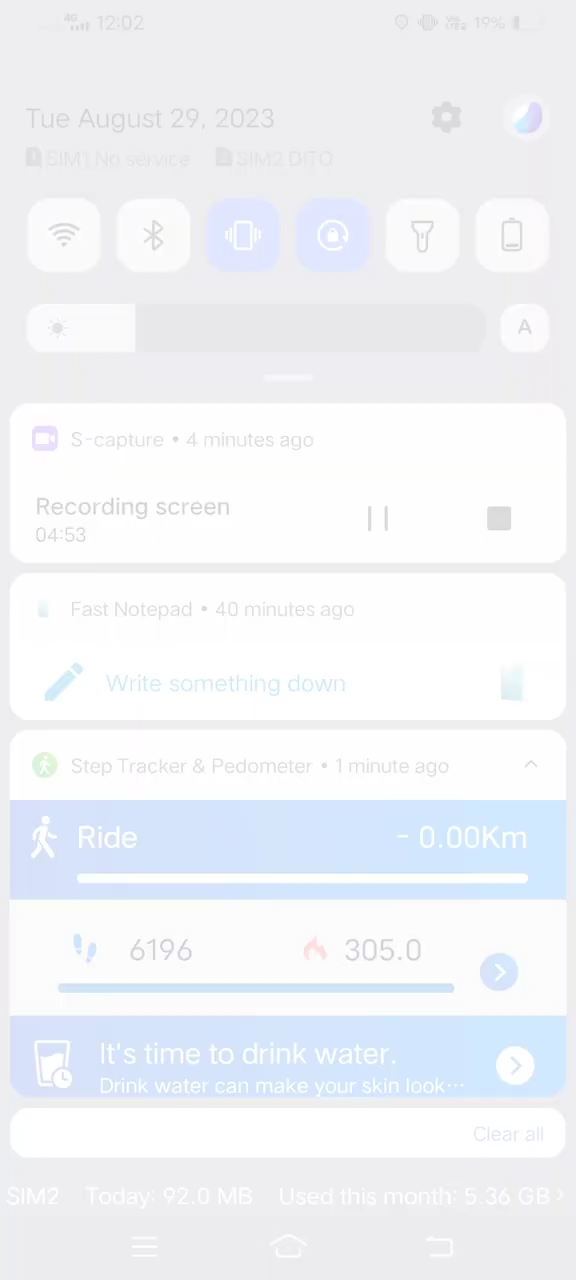 4G 12:02 19%
Tue August 29, 2023
1 SIM1 No service 2 SIM2 DITO
A
S-capture • 4 minutes ago
Recording screen
04:53
Fast Notepad • 40 minutes ago
Write something down
Step Tracker & Pedometer • 1 minute ago
Ride - 0.00Km
6196 305.0
It's time to drink water.
Drink water can make your skin look···
Clear all
SIM2 Today: 92.0 MB Used this month: 5.36 GB